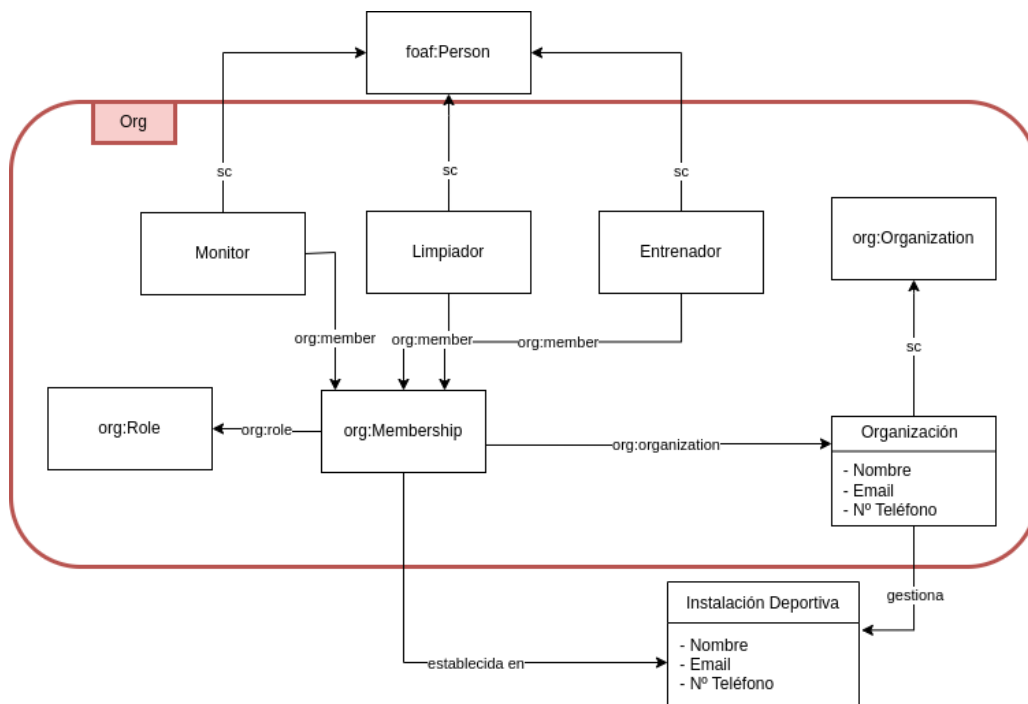 foaf:Person
Org
sc
sc
sc
Monitor
Limpiador
Entrenador
org:Organization
org:member
org:member
org:member
sc
org:Role
org:role
org:Membership
org:organization
Organización
- Nombre
- Email
- Nº Teléfono
gestiona
Instalación Deportiva
- Nombre
- Email
- Nº Teléfono
establecida en